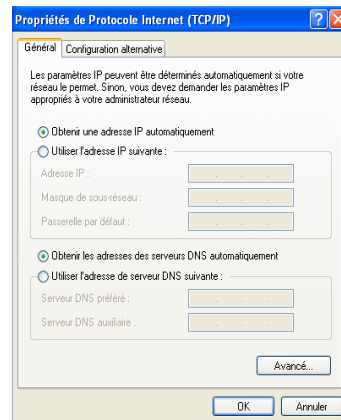 Propriétés de Protocole Internet (TCP/IP)
Général
Configuration alternative
Les paramètres IP peuvent être déterminés automatiquement si votre
réseau le permet. Sinon, vous devez demander les paramètres IP
appropriés à votre administrateur réseau.
Obtenir une adresse IP automatiquement
Utiliser l'adresse IP suivante :
Adresse IP :
Masque de sous-réseau :
Passerelle par défaut :
Obtenir les adresses des serveurs DNS automatiquement
Utiliser l'adresse de serveur DNS suivante :
Serveur DNS préféré :
Serveur DNS auxiliaire :
Avancé...
OK
Annuler